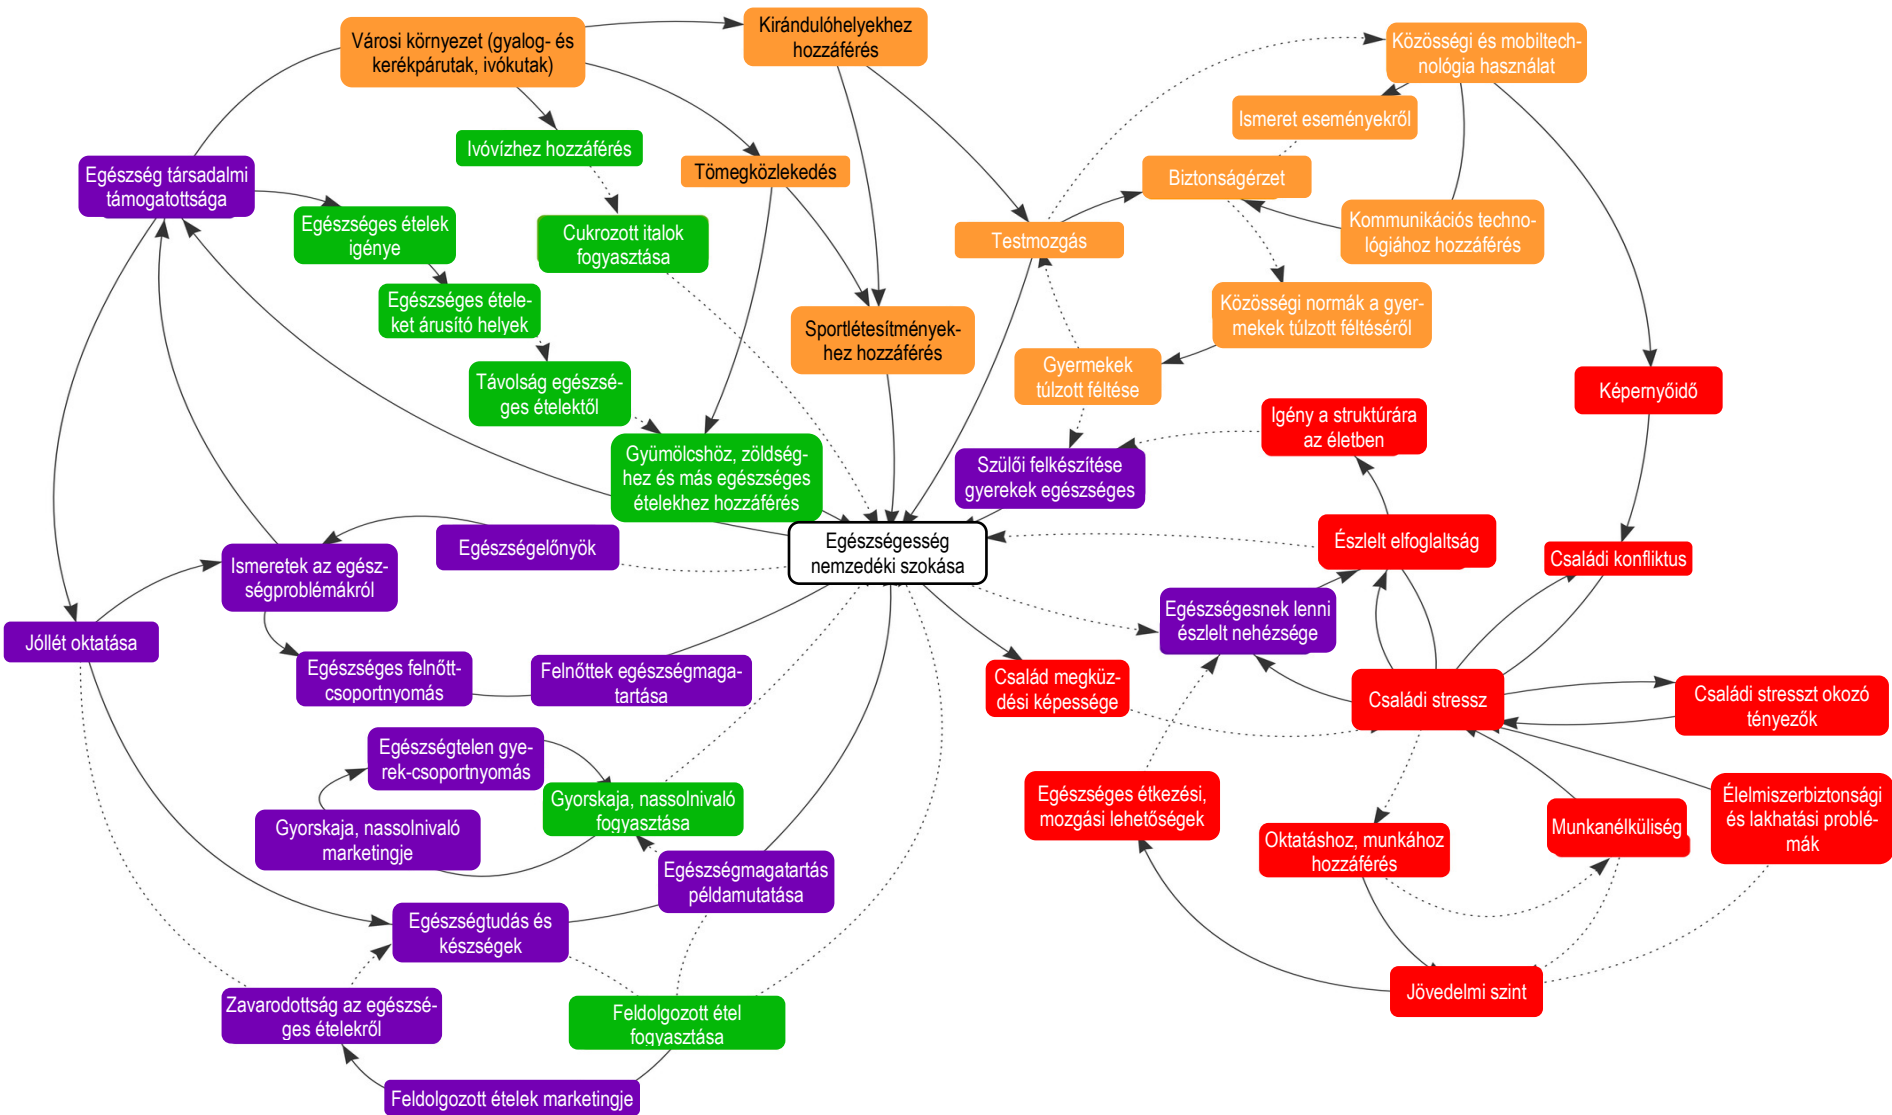 Városi környezet (gyalog- és
kerékpárutak, ivókutak)
Kirándulóhelyekhez
hozzáférés
Közösségi és mobiltech-
nológia használat
Ismeret eseményekről
Ivóvízhez hozzáférés
Tömegközlekedés
Biztonságérzet
Egészség társadalmi
támogatottsága
Egészséges ételek
igénye
Cukrozott italok
fogyasztása
Testmozgás
Kommunikációs techno-
lógiához hozzáférés
Egészséges étele-
ket árusító helyek
Sportlétesítmények-
hez hozzáférés
Közösségi normák a gyer-
mekek túlzott féltéséről
Gyermekek
túlzott féltése
Képernyőidő
Távolság egészsé-
ges ételektől
Igény a struktúrára
az életben
Gyümölcshöz, zöldség-
hez és más egészséges
ételekhez hozzáférés
Szülői felkészítése
gyerekek egészséges
Egészségelőnyök
Egészségesség
nemzedéki szokása
Észlelt elfoglaltság
Családi konfliktus
Ismeretek az egész-
ségproblémákról
Egészségesnek lenni
észlelt nehézsége
Jóllét oktatása
Egészséges felnőtt-
csoportnyomás
Felnőttek egészségmaga-
tartása
Család megküz-
dési képessége
Családi stressz
Családi stresszt okozó
tényezők
Egészségtelen gye-
rek-csoportnyomás
Gyorskaja, nassolnivaló
fogyasztása
Gyorskaja, nassolnivaló
marketingje
Egészséges étkezési,
mozgási lehetőségek
Oktatáshoz, munkához
hozzáférés
Munkanélküliség
Élelmiszerbiztonsági
és lakhatási problé-
mák
Egészségmagatartás
példamutatása
Egészségtudás és
készségek
Jövedelmi szint
Zavarodottság az egészsé-
ges ételekről
Feldolgozott étel
fogyasztása
Feldolgozott ételek marketingje